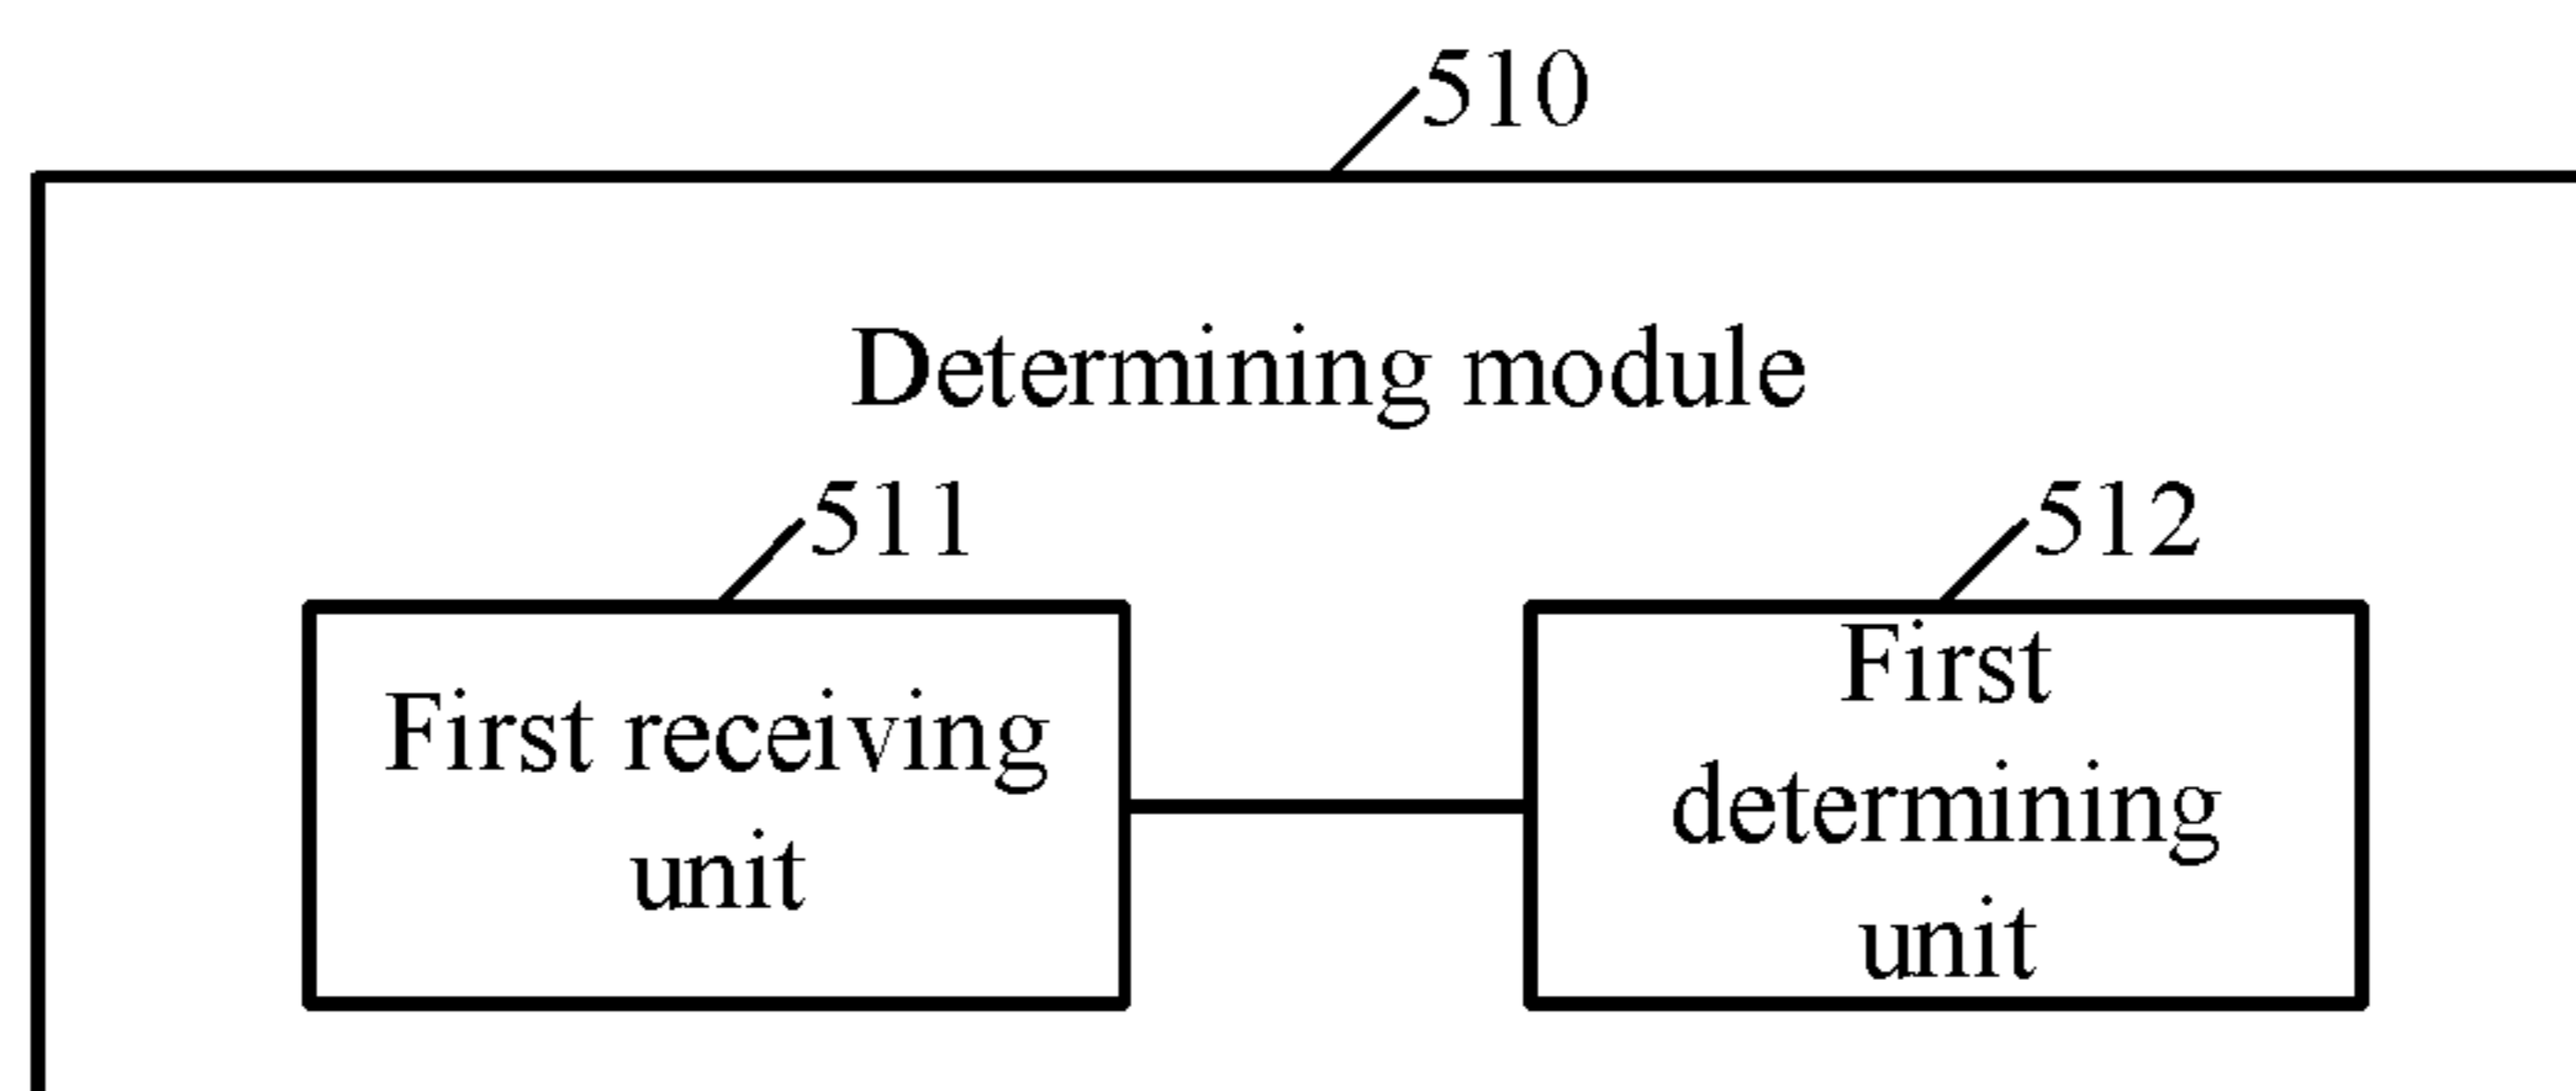 510
Determining module
511
512
First receiving
unit
First
determining
unit